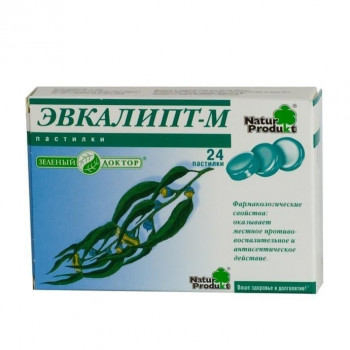 ЭВКАЛИПТ-М
пастилки
Natur
Produkt
ЗЕЛЕНЫЙ ДОКТОР
24
пастилки
Фармакологические
свойства:
оказывает
местное противо-
воспалительное и
антисептическое
действие.
Natur
Produkt
Ваше здоровье и долголетие!